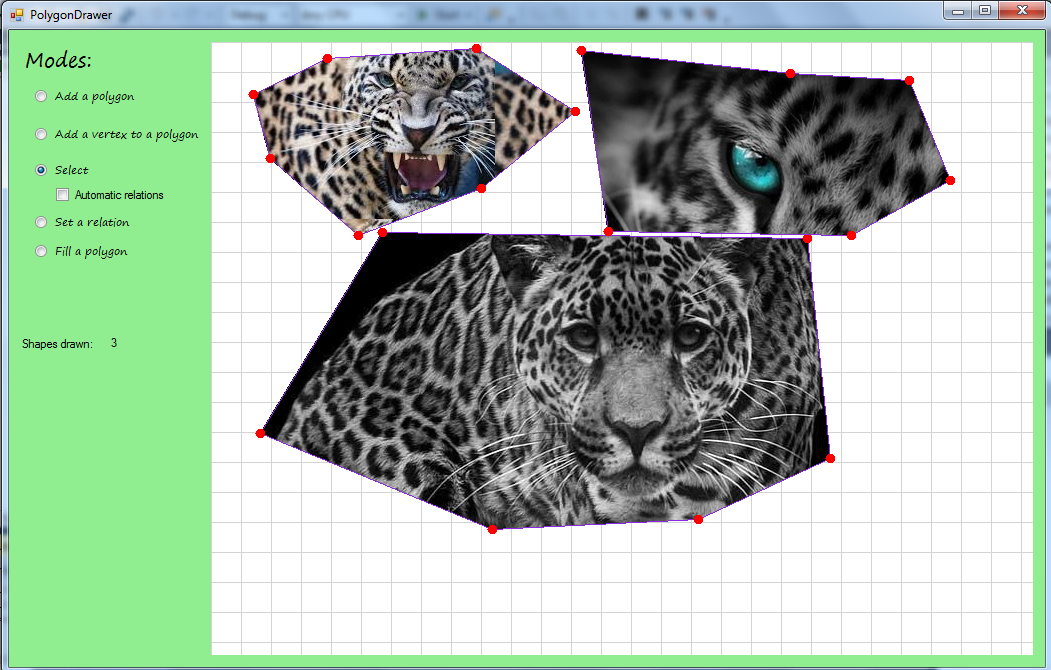 PolygonDrawer
Modes:
Add a polygon
Add a vertex to a polygon
Select
Automatic relations
Set a relation
Fill a polygon
Shapes drawn: 3